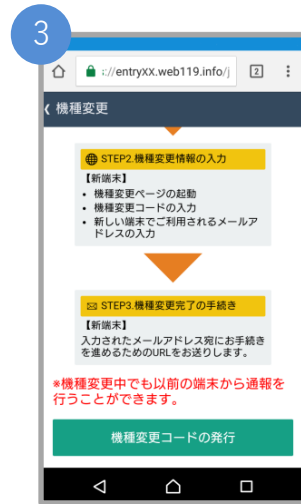 3
://entryXX.web119.info/j
2
機種変更
STEP2.機種変更情報の入力
【新端末】
• 機種変更ページの起動
• 機種変更コードの入力
• 新しい端末でご利用されるメールア
ドレスの入力
STEP3.機種変更完了の手続き
【新端末】
入力されたメールアドレス宛にお手続き
を進めるためのURLをお送りします。
*機種変更中でも以前の端末から通報を
行うことができます。
機種変更コードの発行